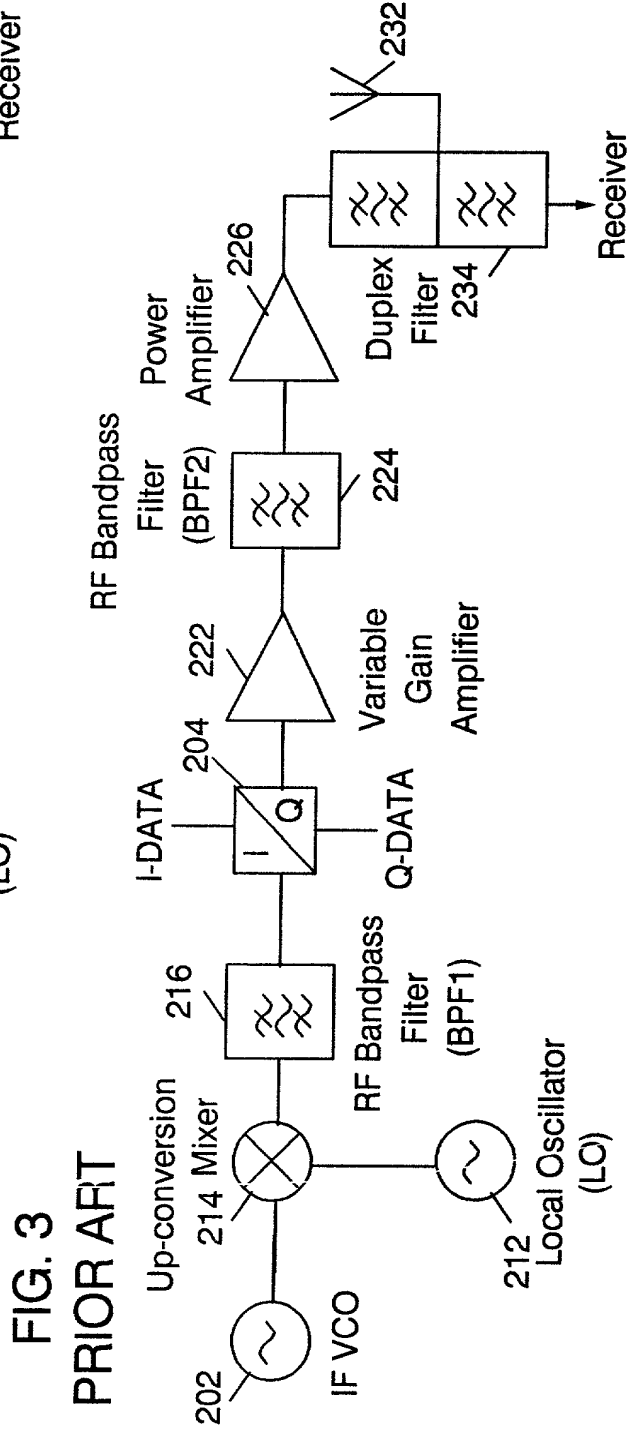 Receiver
(LO)
FIG. 3
PRIOR ART
202
IF VCO
Up-conversion
214 Mixer
212
Local Oscillator
(LO)
216
RF Bandpass
Filter
(BPF1)
I-DATA
204
I
Q
Q-DATA
222
Variable
Gain
Amplifier
RF Bandpass
Filter
(BPF2)
224
Power
Amplifier
226
Duplex
Filter
234
232
Receiver